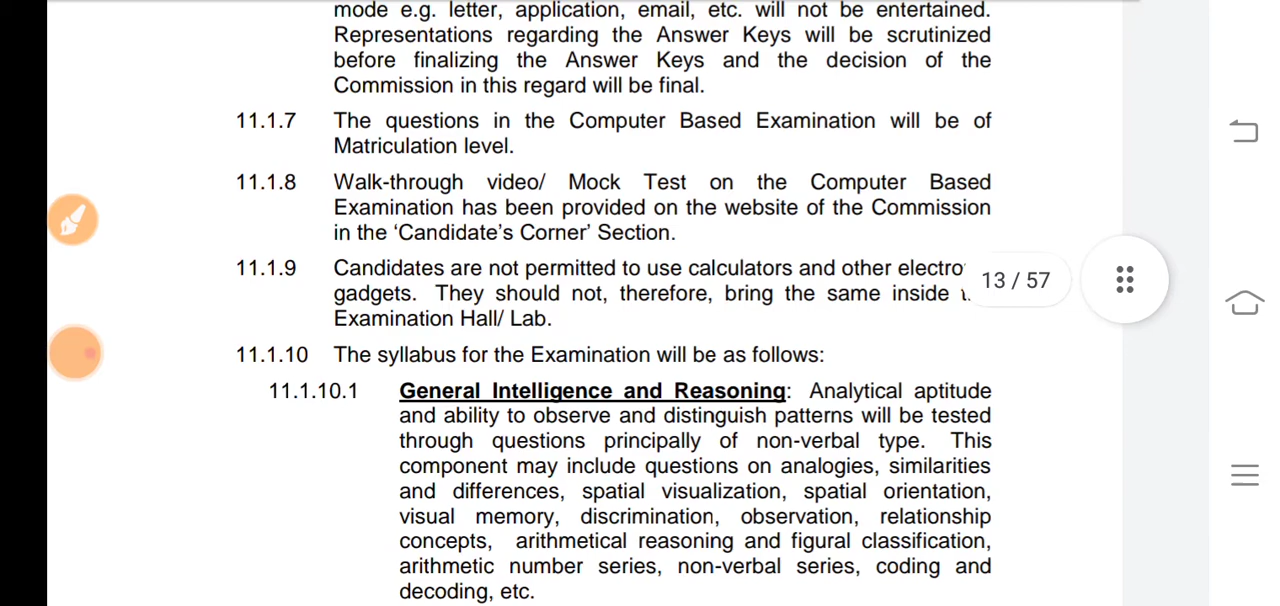 mode e.g. letter, application, email, etc. will not be entertained.
Representations regarding the Answer Keys will be scrutinized
before finalizing the Answer Keys and the decision of the
Commission in this regard will be final.
11.1.7 The questions in the Computer Based Examination will be of
Matriculation level.
11.1.8 Walk-through video/ Mock Test on the Computer Based
Examination has been provided on the website of the Commission
in the ‘Candidate’s Corner’ Section.
11.1.9 Candidates are not permitted to use calculators and other electro
gadgets. They should not, therefore, bring the same inside
13 / 57
Examination Hall/ Lab.
11.1.10 The syllabus for the Examination will be as follows:
11.1.10.1 General Intelligence and Reasoning: Analytical aptitude
and ability to observe and distinguish patterns will be tested
through questions principally of non-verbal type. This
component may include questions on analogies, similarities
and differences, spatial visualization, spatial orientation,
visual memory, discrimination, observation, relationship
concepts, arithmetical reasoning and figural classification,
arithmetic number series, non-verbal series, coding and
decoding, etc.